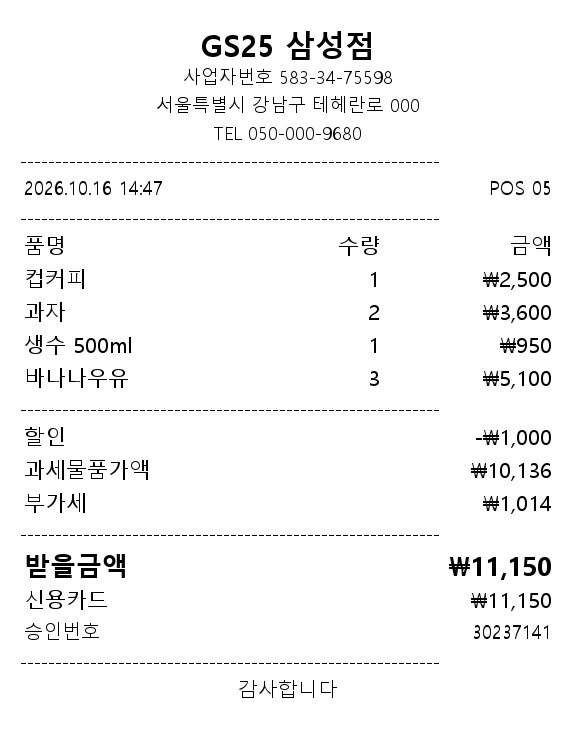 GS25 삼성점
사업자번호 583-34-75598
서울특별시 강남구 테헤란로 000
TEL 050-000-9680
2026.10.16 14:47 POS 05
품명 수량 금액
컵커피 1 ₩2,500
과자 2 ₩3,600
생수 500ml 1 ₩950
바나나우유 3 ₩5,100
할인 -₩1,000
과세물품가액 ₩10,136
부가세 ₩1,014
받을금액 ₩11,150
신용카드 ₩11,150
승인번호 30237141
감사합니다